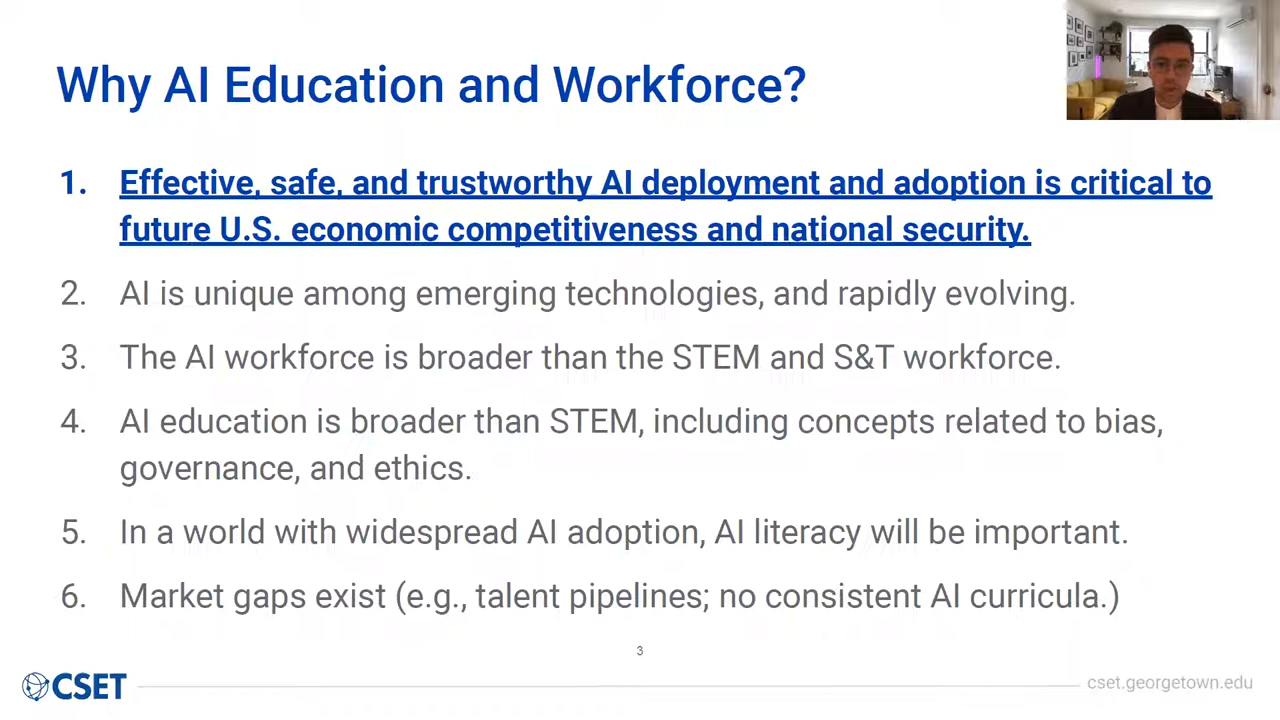 Why AI Education and Workforce?
1. Effective, safe, and trustworthy AI deployment and adoption is critical to
future U.S. economic competitiveness and national security.
2. AI is unique among emerging technologies, and rapidly evolving.
3. The AI workforce is broader than the STEM and S&T workforce.
4. AI education is broader than STEM, including concepts related to bias,
governance, and ethics.
5. In a world with widespread AI adoption, AI literacy will be important.
6. Market gaps exist (e.g., talent pipelines; no consistent AI curricula.)
3
CSET
cset.georgetown.edu